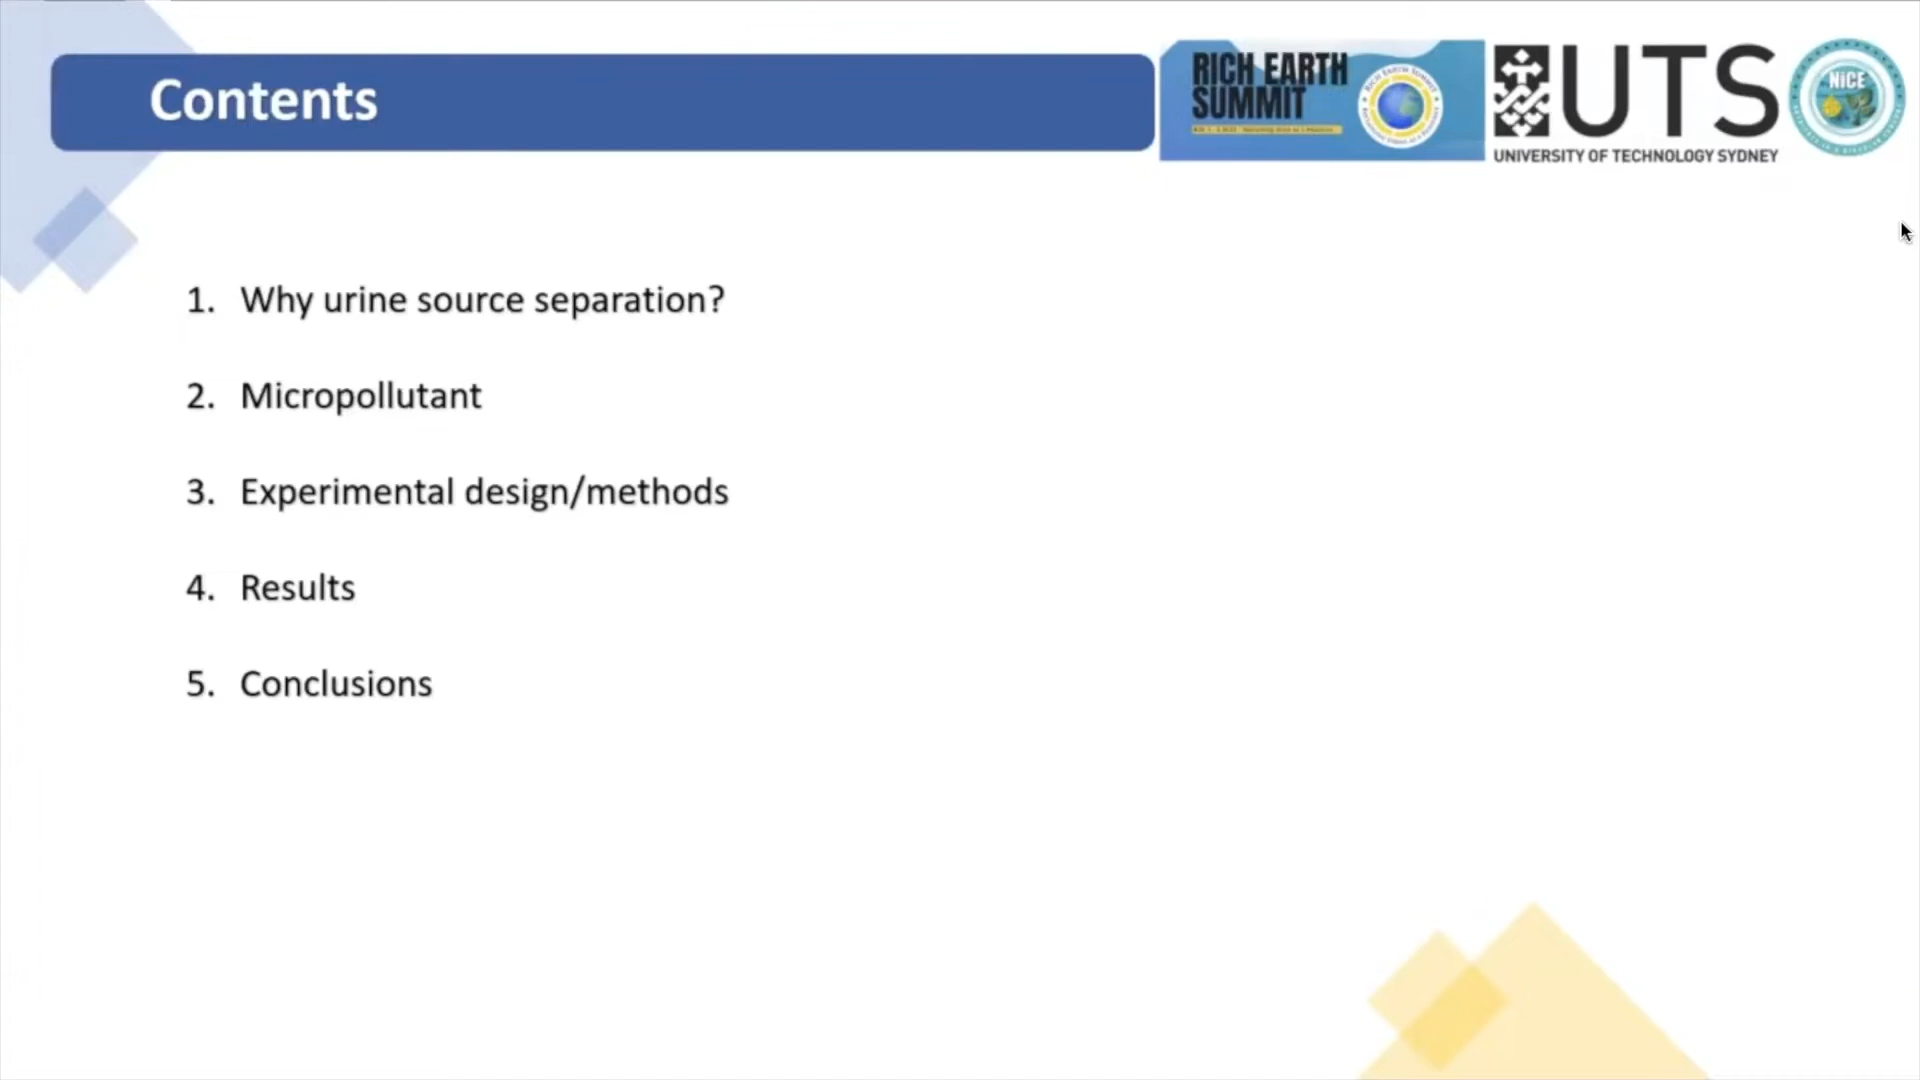 Contents
RICH EARTH
SUMMIT
UTS
UNIVERSITY OF TECHNOLOGY SYDNEY
NiCE
1. Why urine source separation?
2. Micropollutant
3. Experimental design/methods
4. Results
5. Conclusions